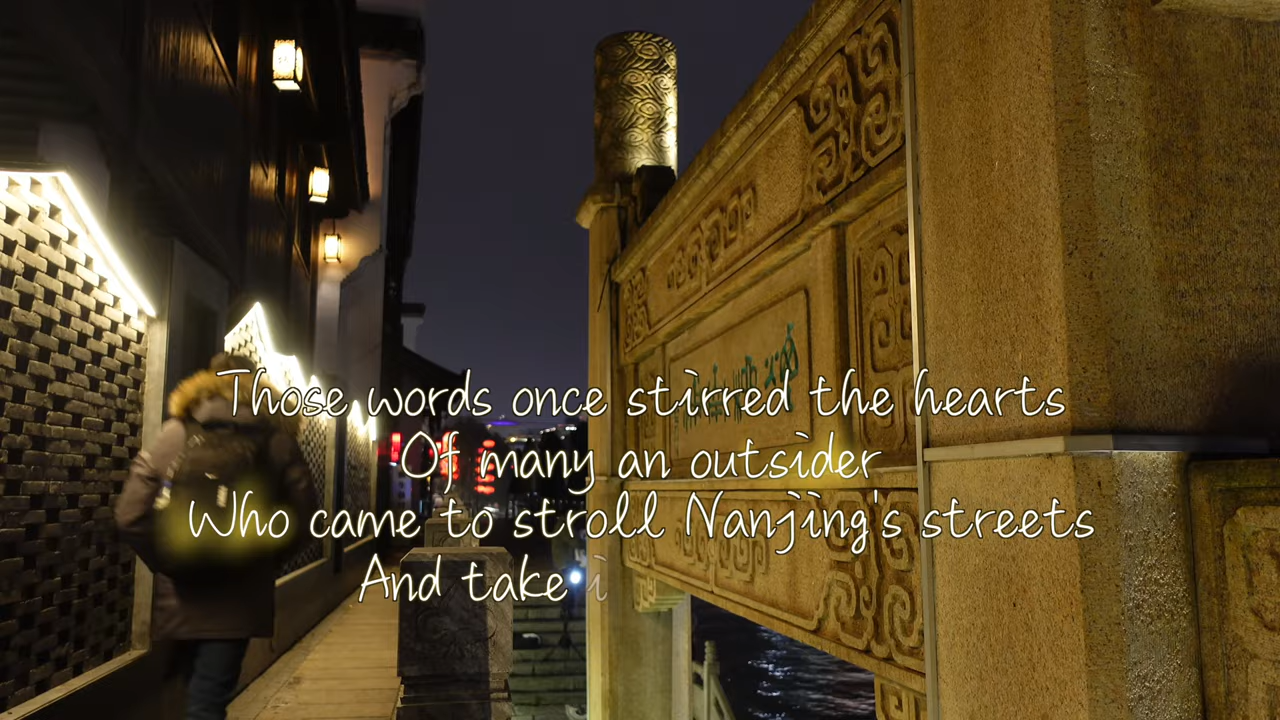 Those words once stirred the hearts
Of many an outsider
Who came to stroll Nanjing's streets
And take i